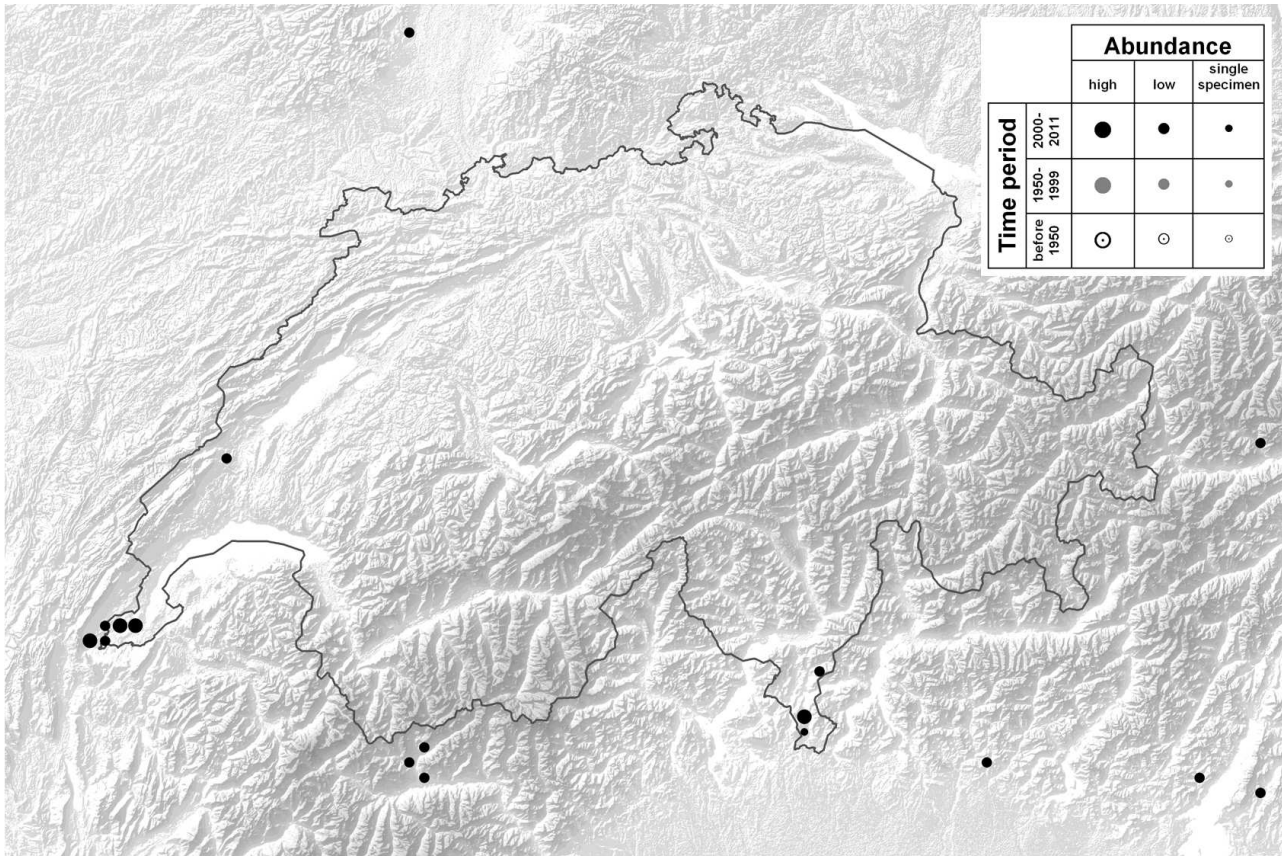 Abundance
high low single
specimen
Time period
2000-
2011
1950-
1999
before
1950